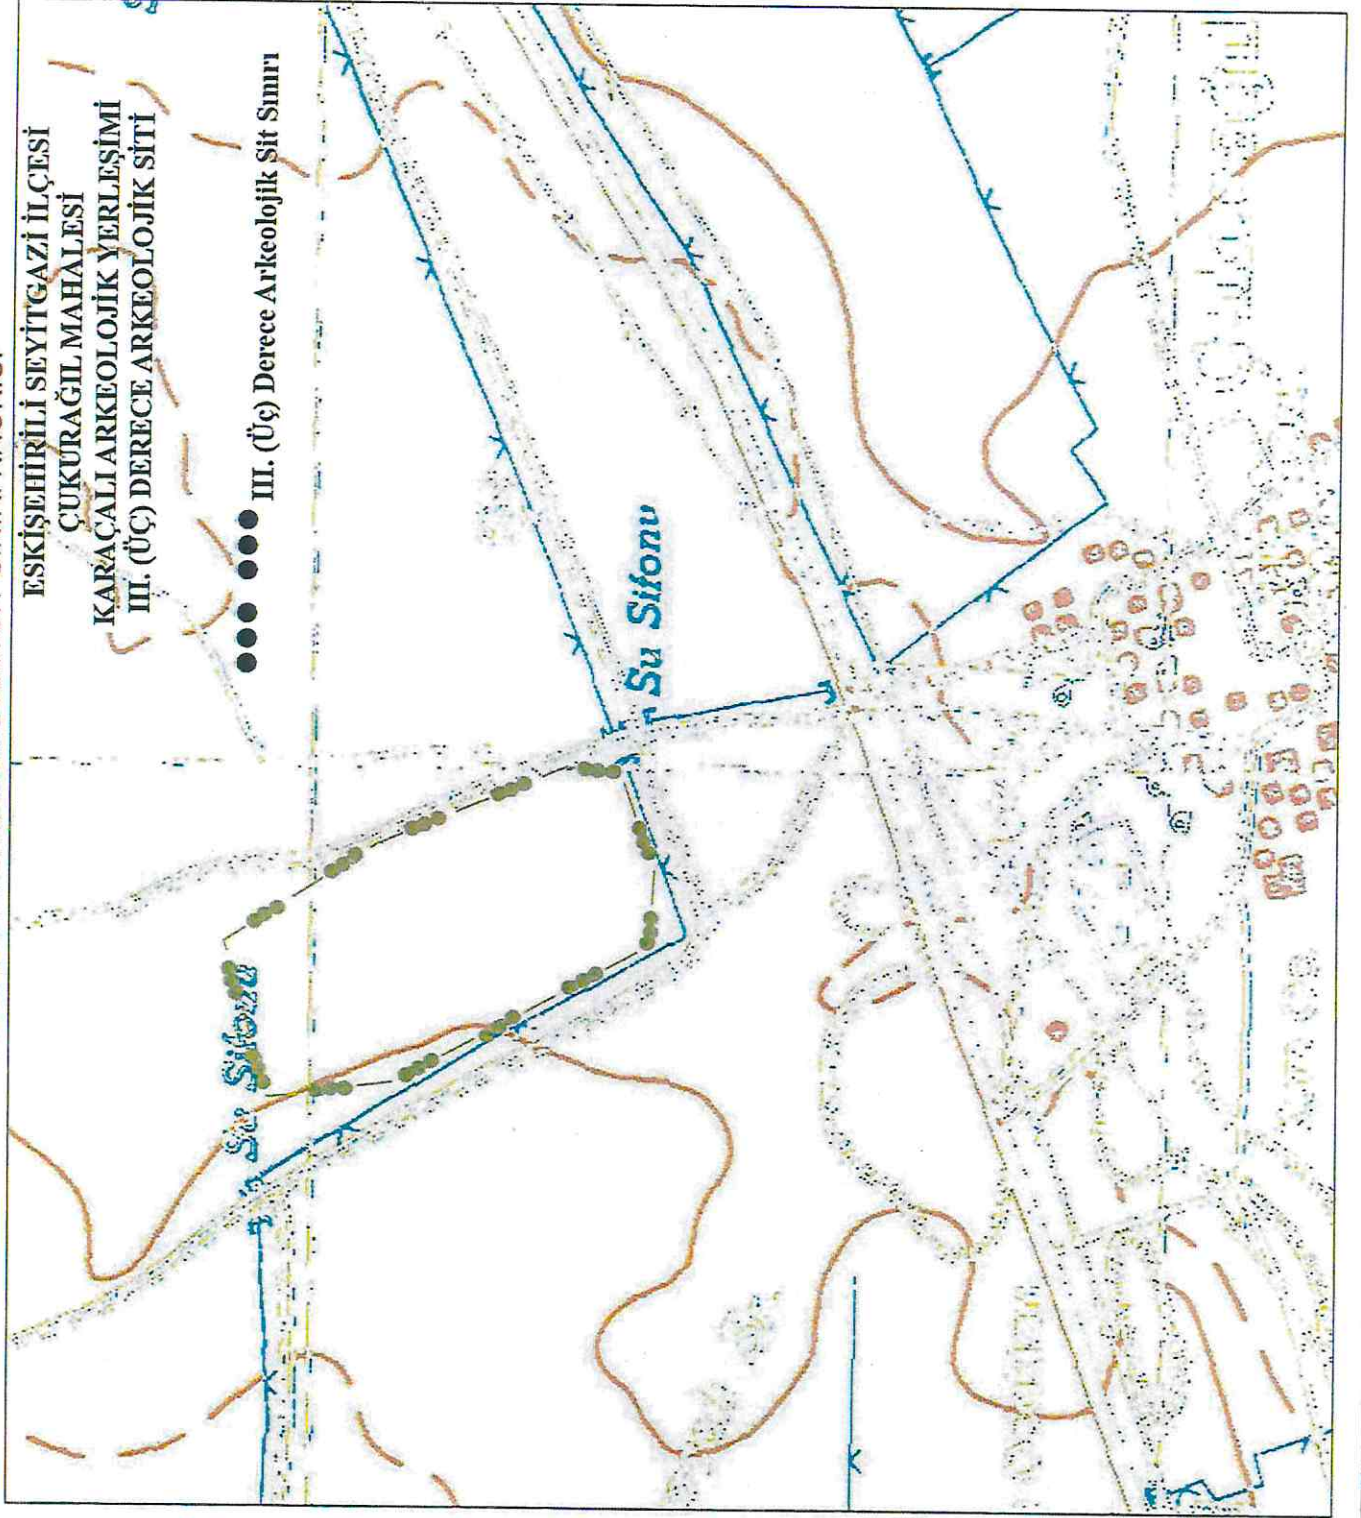 ESKİŞEHİRİLİ SEYİTGAZİ İLÇESİ
ÇUKURAĞIL MAHALESİ
KARAÇALI ARKEOLOJİK YERLEŞİMİ
III. (ÜÇ) DERECE ARKEOLOJİK SİTİ
III. (Üç) Derece Arkeolojik Sit Sınırı
Su Sifonu
Su Sifonu